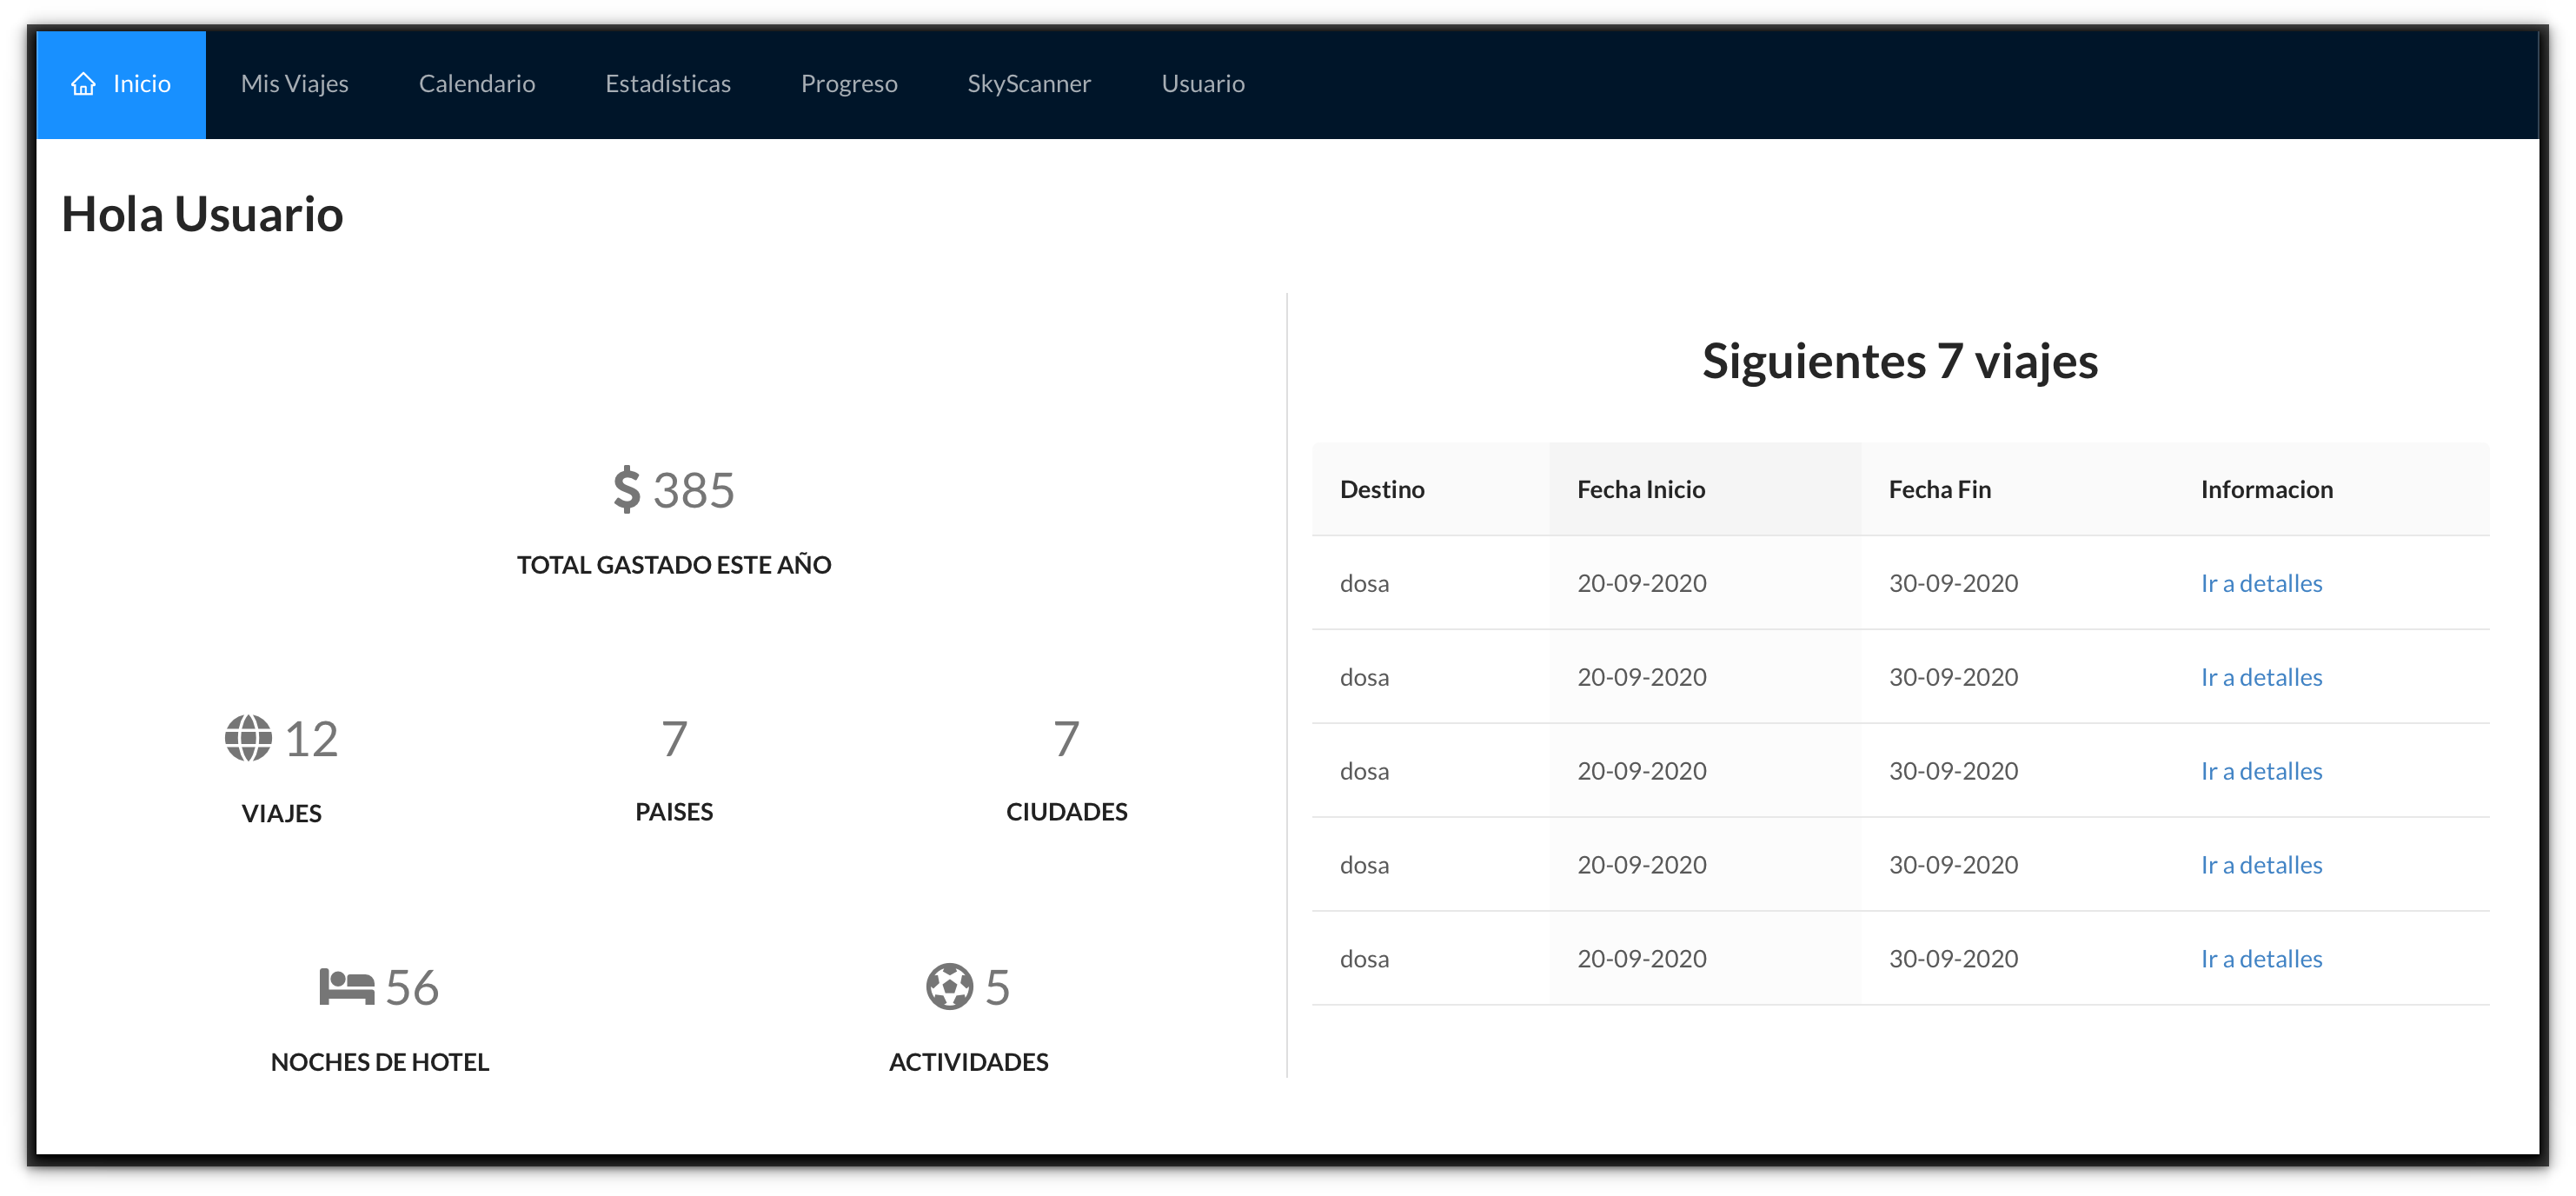 Inicio Mis Viajes Calendario Estadísticas Progreso SkyScanner Usuario
Hola Usuario
$ 385
TOTAL GASTADO ESTE AÑO
12 7 7
VIAJES PAISES CIUDADES
56 5
NOCHES DE HOTEL ACTIVIDADES
Siguientes 7 viajes
Destino Fecha Inicio Fecha Fin Informacion
dosa 20-09-2020 30-09-2020 Ir a detalles
dosa 20-09-2020 30-09-2020 Ir a detalles
dosa 20-09-2020 30-09-2020 Ir a detalles
dosa 20-09-2020 30-09-2020 Ir a detalles
dosa 20-09-2020 30-09-2020 Ir a detalles